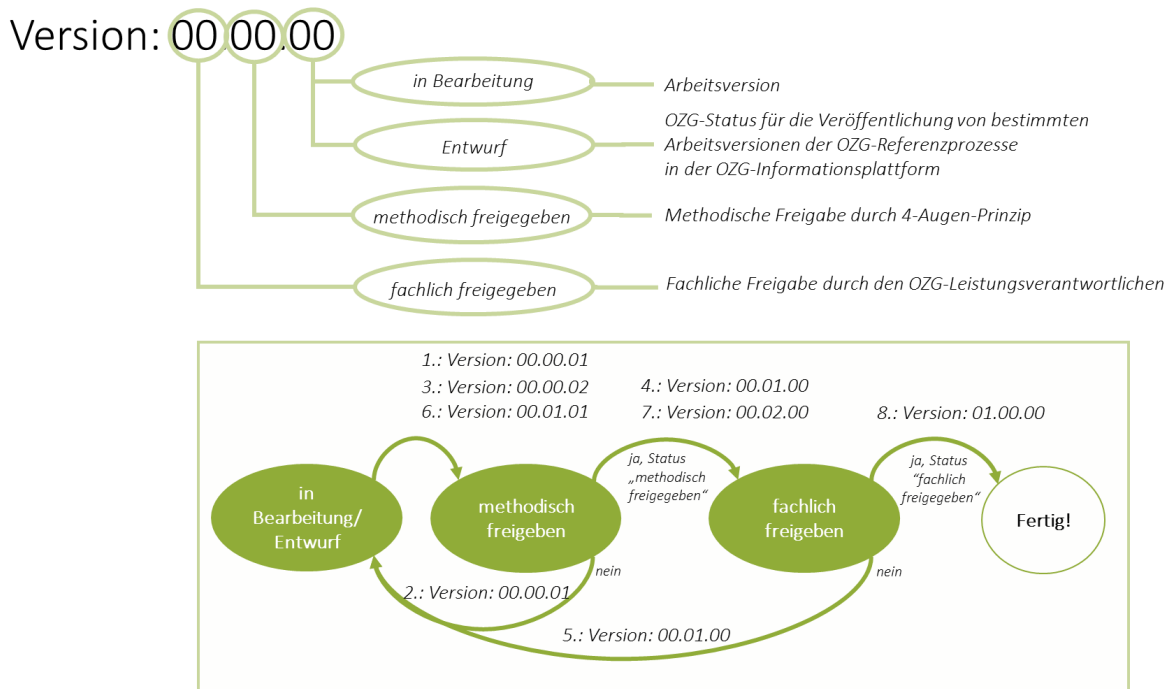 Version: 00.00.00
in Bearbeitung
Arbeitsversion
Entwurf
OZG-Status für die Veröffentlichung von bestimmten
Arbeitsversionen der OZG-Referenzprozesse
in der OZG-Informationsplattform
methodisch freigegeben
Methodische Freigabe durch 4-Augen-Prinzip
fachlich freigegeben
Fachliche Freigabe durch den OZG-Leistungsverantwortlichen
1.: Version: 00.00.01
3.: Version: 00.00.02
6.: Version: 00.01.01
4.: Version: 00.01.00
7.: Version: 00.02.00
8.: Version: 01.00.00
in
Bearbeitung/
Entwurf
methodisch
freigeben
ja, Status
„methodisch
freigegeben“
fachlich
freigeben
ja, Status
“fachlich
freigegeben“
Fertig!
nein
nein
2.: Version: 00.00.01
5.: Version: 00.01.00